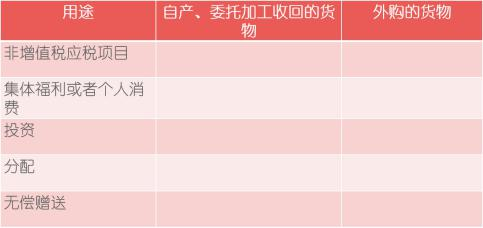 用途
自产、委托加工收回的货
物
外购的货物
非增值税应税项目
集体福利或者个人消
费
投资
分配
无偿赠送